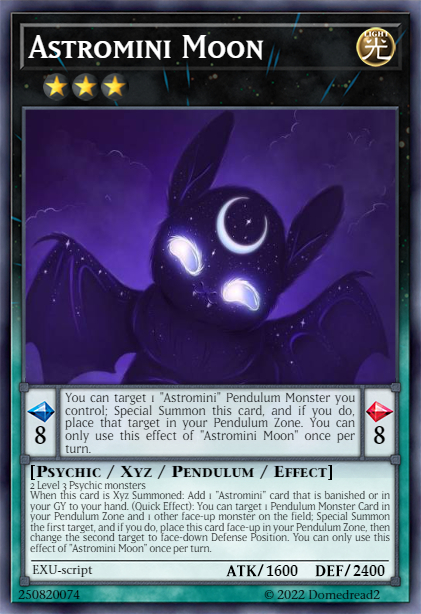 Astromini Moon
LIGHT
光
You can target 1 "Astromini" Pendulum Monster you
control; Special Summon this card, and if you do,
place that target in your Pendulum Zone. You can
only use this effect of "Astromini Moon" once per
turn.
8
8
[Psychic / Xyz / Pendulum / Effect]
2 Level 3 Psychic monsters
When this card is Xyz Summoned: Add 1 "Astromini" card that is banished or in
your GY to your hand. (Quick Effect): You can target 1 Pendulum Monster Card in
your Pendulum Zone and 1 other face-up monster on the field; Special Summon
the first target, and if you do, place this card face-up in your Pendulum Zone, then
change the second target to face-down Defense Position. You can only use this
effect of "Astromini Moon" once per turn.
EXU-script
ATK/1600 DEF/2400
250820074
© 2022 Domedread2